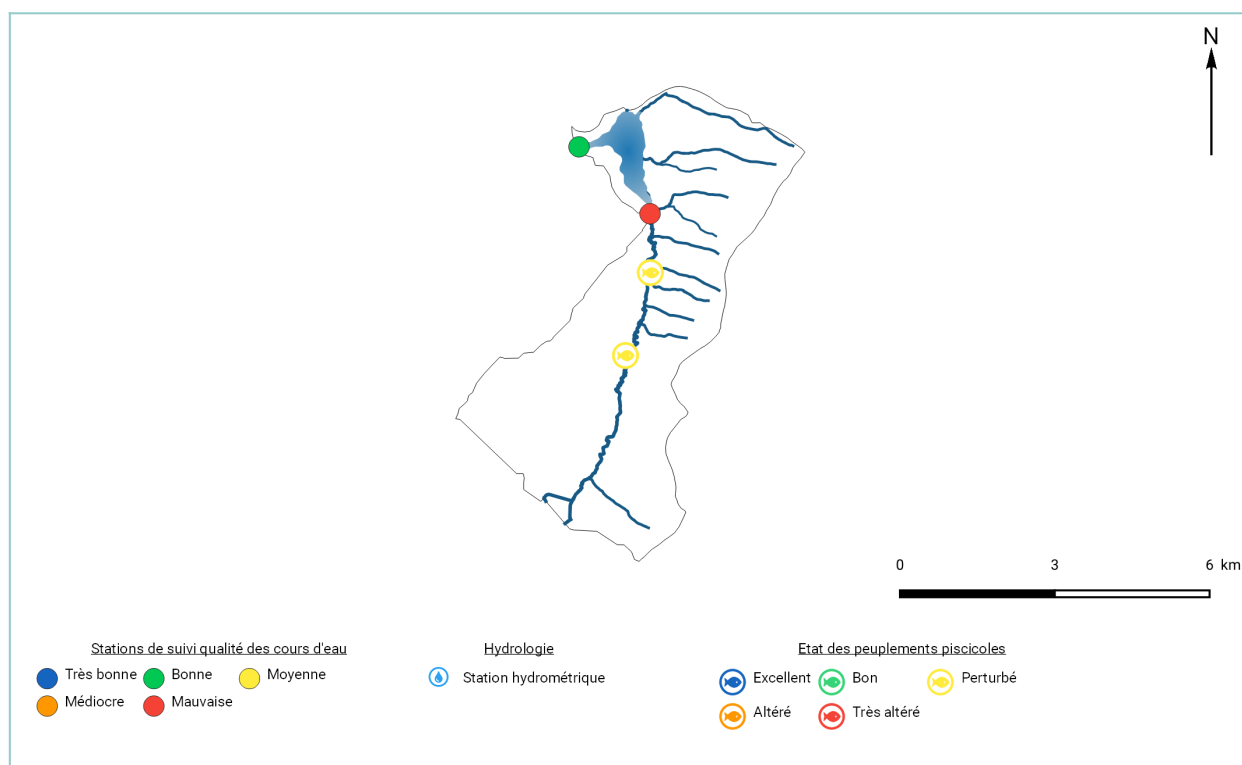 N
0 3 6 km
Stations de suivi qualité des cours d'eau
Très bonne Bonne Moyenne
Médiocre Mauvaise
Hydrologie
Station hydrométrique
Etat des peuplements piscicoles
Excellent Bon Perturbé
Altéré Très altéré